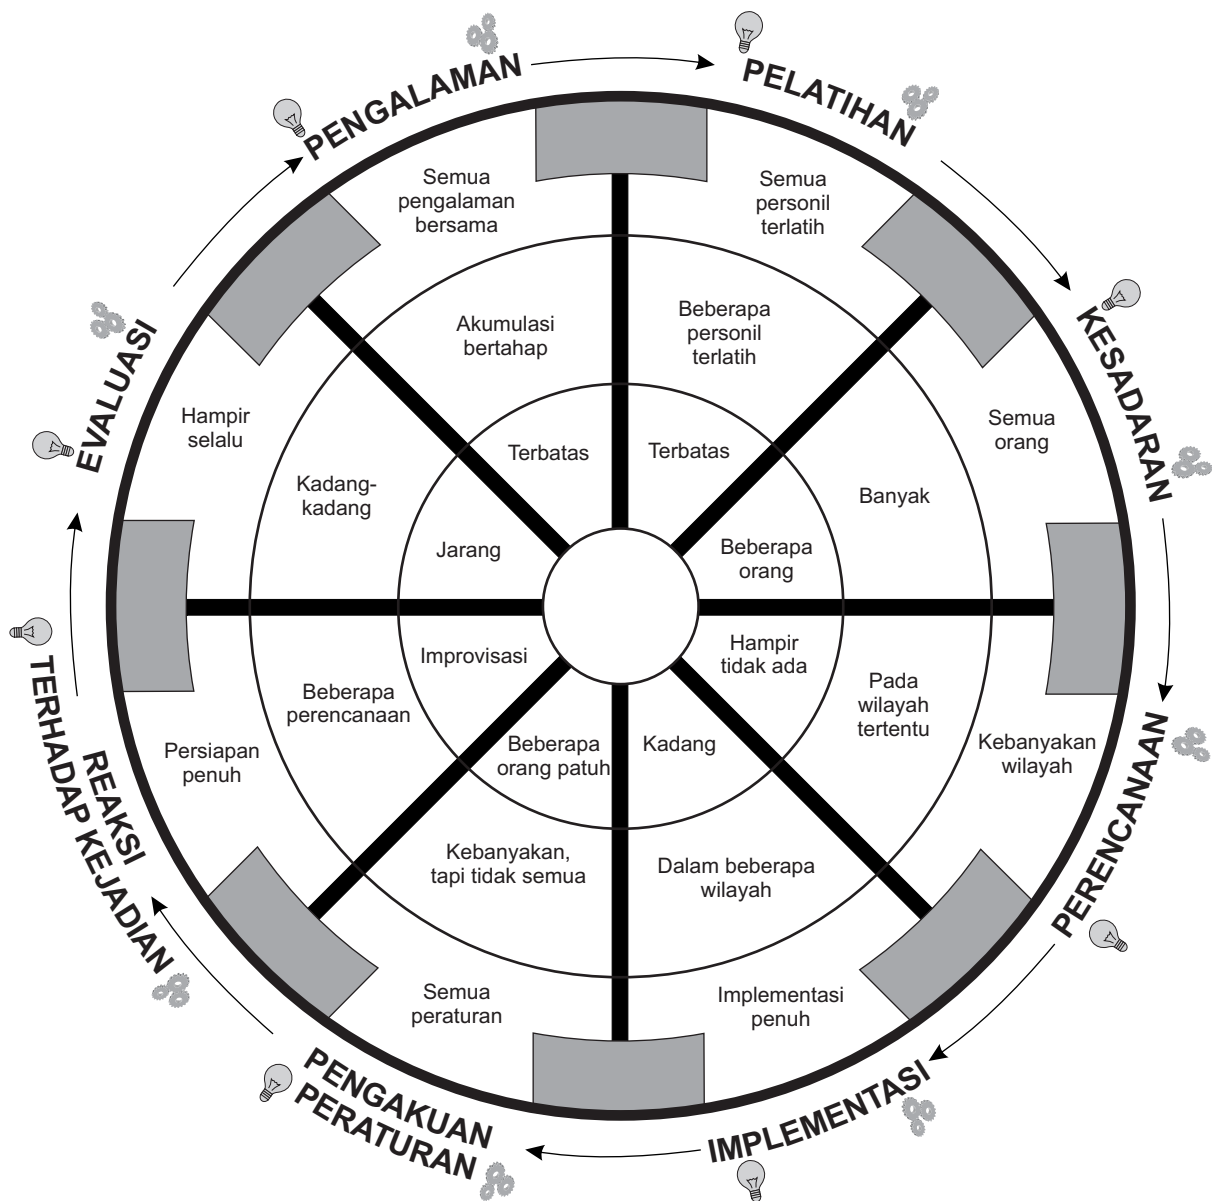 PENGALAMAN
Semua
pengalaman
bersama
Akumulasi
bertahap
Terbatas
PELATIHAN
Semua
personil
terlatih
Beberapa
personil
terlatih
Terbatas
KESADARAN
Semua
orang
Banyak
Beberapa
orang
PERENCANAAN
Kebanyakan
wilayah
Pada
wilayah
tertentu
Hampir
tidak ada
IMPLEMENTASI
Implementasi
penuh
Dalam beberapa
wilayah
Kadang
PENGAKUAN
PERATURAN
Semua
peraturan
Kebanyakan,
tapi tidak semua
Beberapa
orang patuh
REAKSI
TERHADAP KEJADIAN
Persiapan
penuh
Beberapa
perencanaan
Improvisasi
EVALUASI
Hampir
selalu
Kadang-
kadang
Jarang